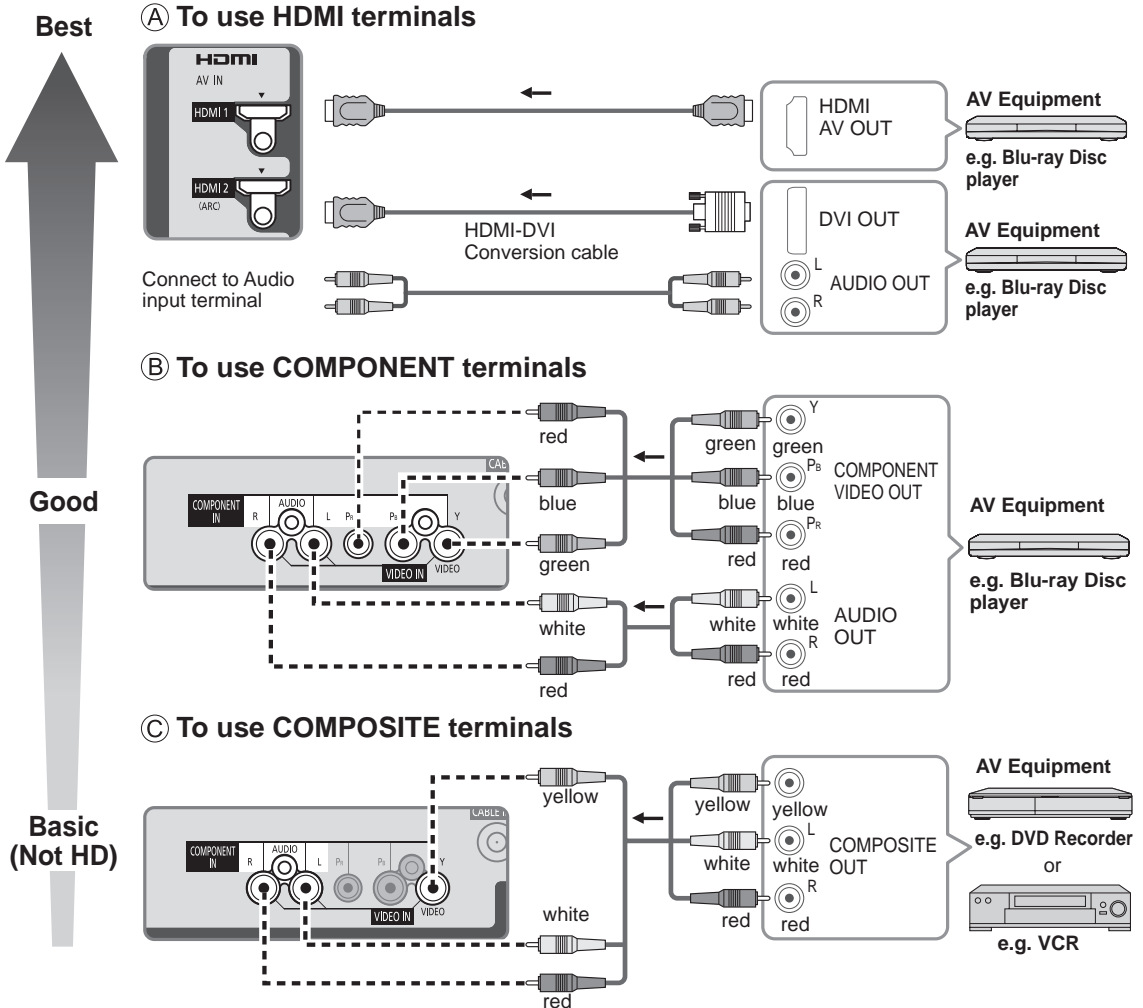 Best
Ⓐ To use HDMI terminals
HDMI
AV IN
HDMI 1
HDMI 2
(ARC)
HDMI
AV OUT
AV Equipment
e.g. Blu-ray Disc
player
HDMI-DVI
Conversion cable
DVI OUT
L
AUDIO OUT
R
AV Equipment
e.g. Blu-ray Disc
player
Connect to Audio
input terminal
Ⓑ To use COMPONENT terminals
Good
COMPONENT
IN
R
AUDIO
L
PR
PB
Y
VIDEO IN
VIDEO
CAB
red
blue
green
white
red
green
blue
red
white
red
Y
green
PB
blue
PR
red
COMPONENT
VIDEO OUT
L
white
R
red
AUDIO
OUT
AV Equipment
e.g. Blu-ray Disc
player
Ⓒ To use COMPOSITE terminals
Basic
(Not HD)
COMPONENT
IN
R
AUDIO
L
PR
PB
Y
VIDEO IN
VIDEO
CABLE
yellow
white
red
yellow
white
red
yellow
L
white
R
red
COMPOSITE
OUT
AV Equipment
e.g. DVD Recorder
or
e.g. VCR